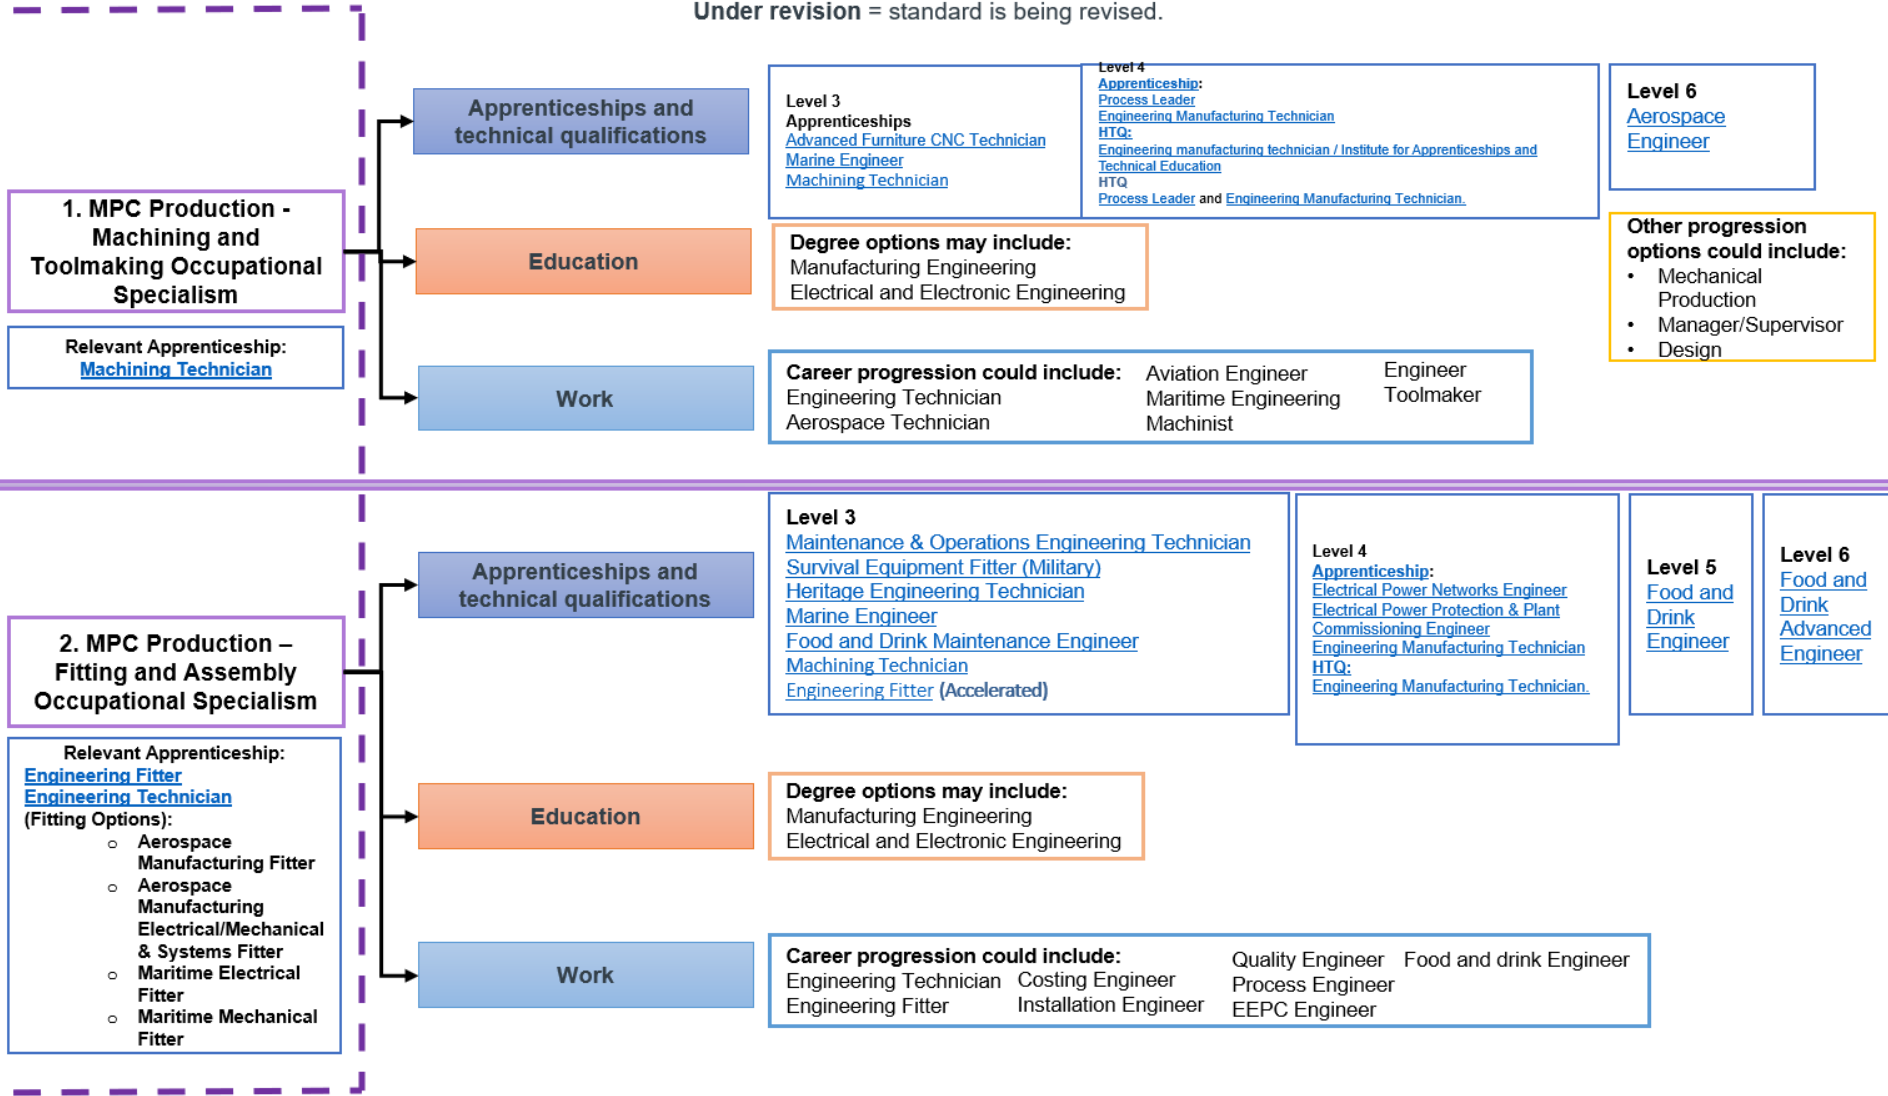 Under revision = standard is being revised.
1. MPC Production -
Machining and
Toolmaking Occupational
Specialism
Relevant Apprenticeship:
Machining Technician
Apprenticeships and
technical qualifications
Level 3
Apprenticeships
Advanced Furniture CNC Technician
Marine Engineer
Machining Technician
Level 4
Apprenticeship:
Process Leader
Engineering Manufacturing Technician
HTQ:
Engineering manufacturing technician / Institute for Apprenticeships and
Technical Education
HTQ
Process Leader and Engineering Manufacturing Technician.
Level 6
Aerospace
Engineer
Education
Degree options may include:
Manufacturing Engineering
Electrical and Electronic Engineering
Other progression
options could include:
• Mechanical
Production
• Manager/Supervisor
• Design
Work
Career progression could include:
Engineering Technician
Aerospace Technician
Aviation Engineer
Maritime Engineering
Machinist
Engineer
Toolmaker
2. MPC Production –
Fitting and Assembly
Occupational Specialism
Relevant Apprenticeship:
Engineering Fitter
Engineering Technician
(Fitting Options):
o Aerospace
Manufacturing Fitter
o Aerospace
Manufacturing
Electrical/Mechanical
& Systems Fitter
o Maritime Electrical
Fitter
o Maritime Mechanical
Fitter
Apprenticeships and
technical qualifications
Level 3
Maintenance & Operations Engineering Technician
Survival Equipment Fitter (Military)
Heritage Engineering Technician
Marine Engineer
Food and Drink Maintenance Engineer
Machining Technician
Engineering Fitter (Accelerated)
Level 4
Apprenticeship:
Electrical Power Networks Engineer
Electrical Power Protection & Plant
Commissioning Engineer
Engineering Manufacturing Technician
HTQ:
Engineering Manufacturing Technician.
Level 5
Food and
Drink
Engineer
Level 6
Food and
Drink
Advanced
Engineer
Education
Degree options may include:
Manufacturing Engineering
Electrical and Electronic Engineering
Work
Career progression could include:
Engineering Technician
Engineering Fitter
Costing Engineer
Installation Engineer
Quality Engineer
Process Engineer
EEPC Engineer
Food and drink Engineer